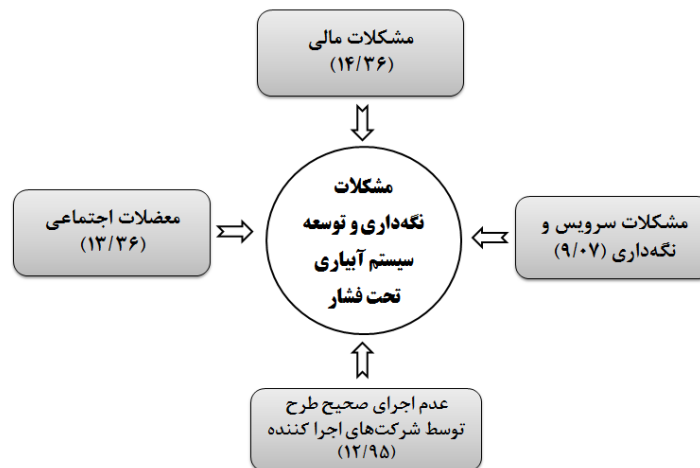 مشکلات مالی
(۱۴/۳۶)
معضلات اجتماعی
(۱۳/۳۶)
مشکلات
نگه‌داری و توسعه
سیستم آبیاری
تحت فشار
مشکلات سرویس و
نگه‌داری (۹/۰۷)
عدم اجرای صحیح طرح
توسط شرکت‌های اجرا کننده
(۱۲/۹۵)